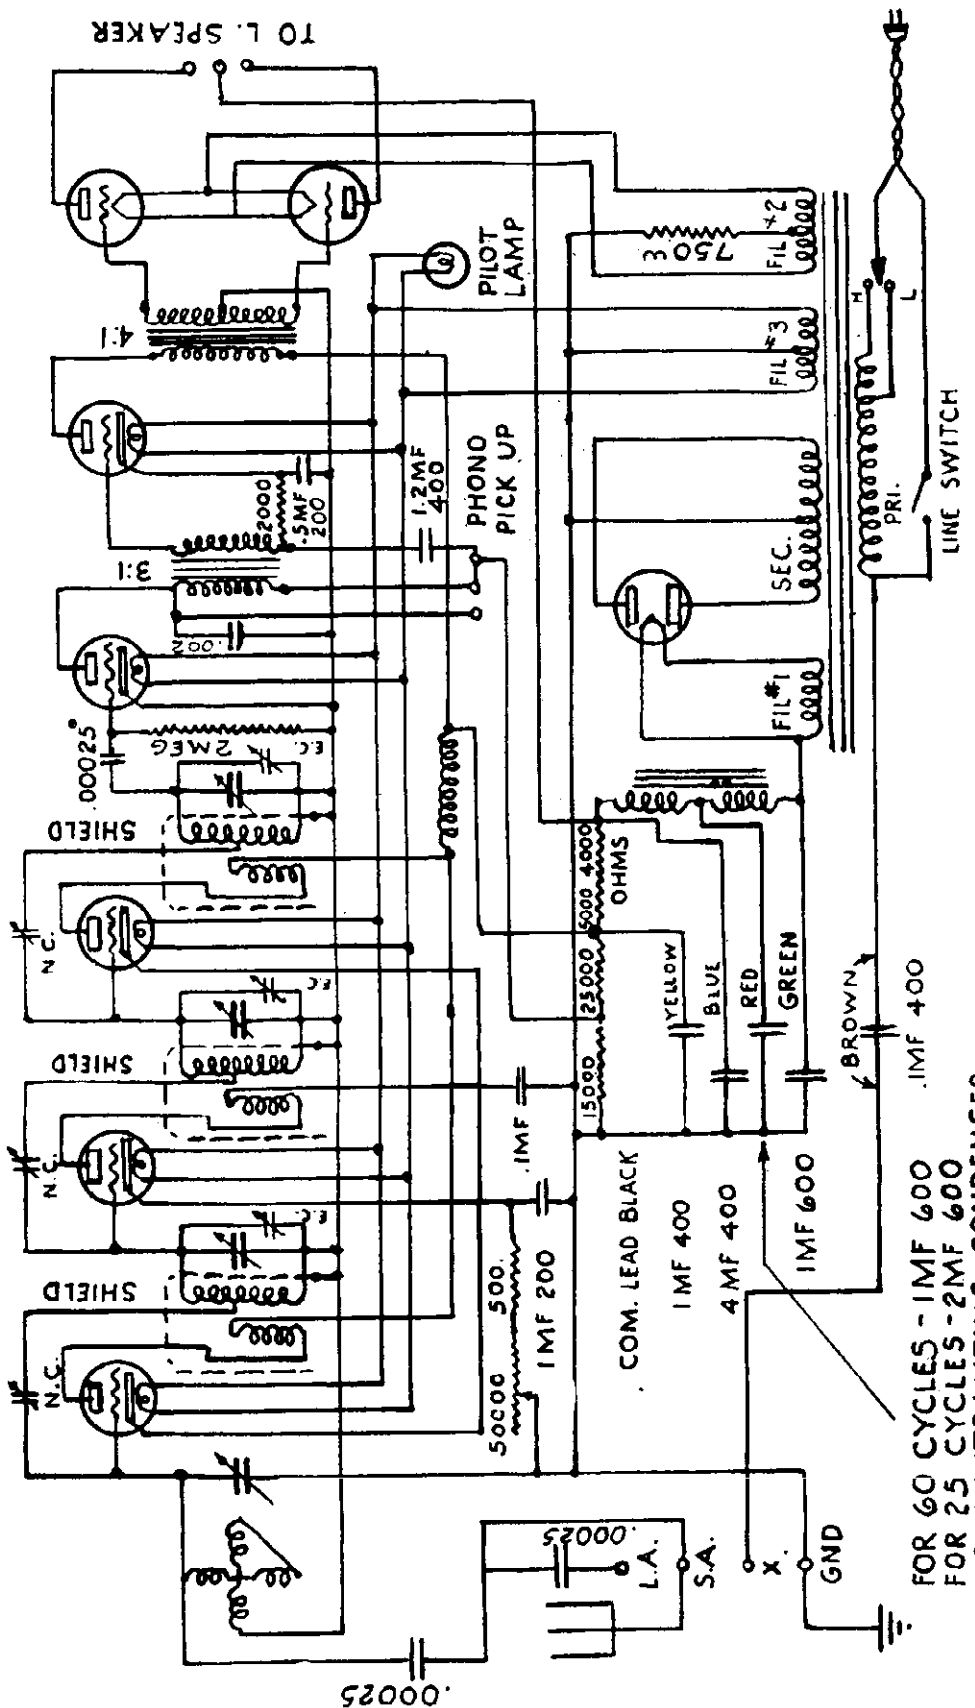 TO L. SPEAKER
4:1
PILOT
LAMP
2000
.5MF
200
3:1
1.2MF
400
PHONO
PICK UP
.002
.00025
2 MEG
E.C.
SHIELD
N.C.
E.C.
SHIELD
N.C.
E.C.
SHIELD
N.C.
50000 500.
.1MF
1MF 200
.00025
.00025
L.A.
S.A.
X.
GND
750 Ω
FIL #2
FIL #3
SEC.
FIL #1
H
L
PRI.
LINE SWITCH
15000 25000 5000 4000
OHMS
YELLOW
BLUE
RED
GREEN
BROWN
.1MF 400
COM. LEAD BLACK
1MF 400
4 MF 400
1MF 600
FOR 60 CYCLES - 1MF 600
FOR 25 CYCLES - 2MF 600